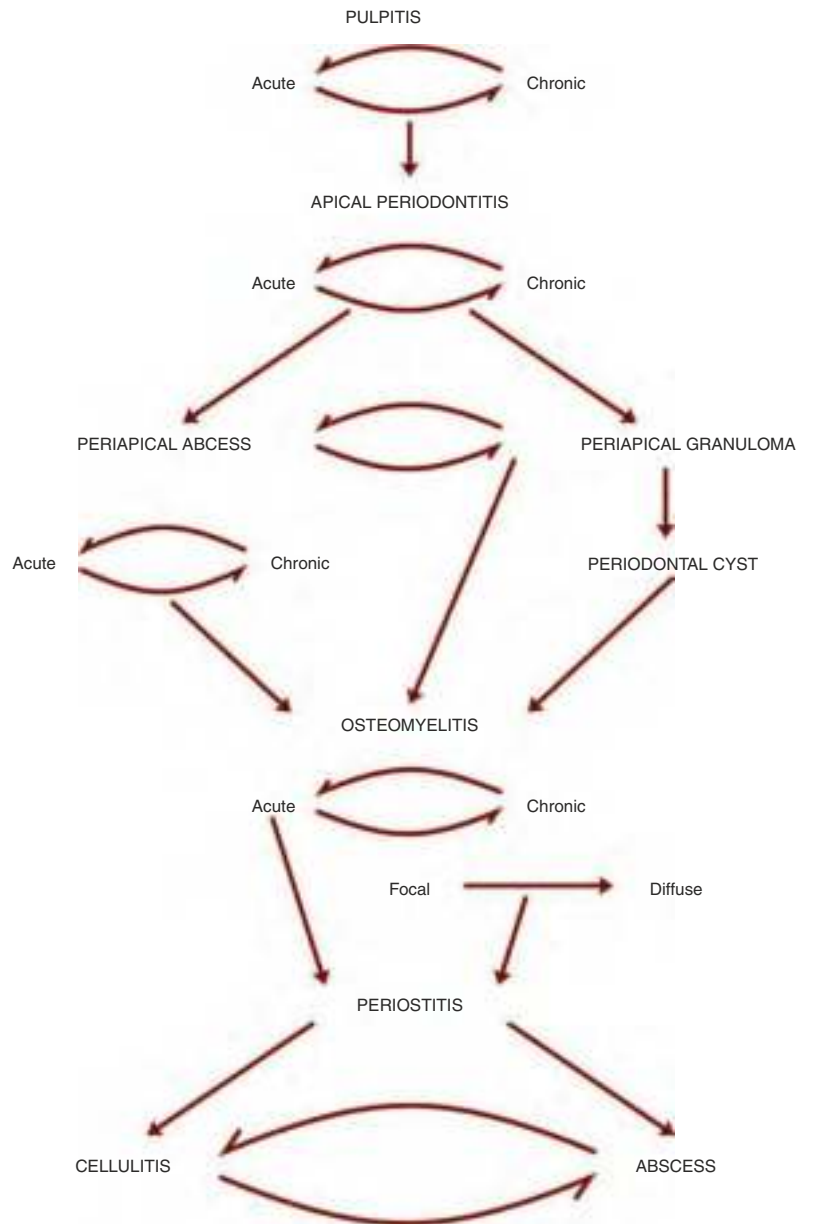 PULPITIS
Acute Chronic
APICAL PERIODONTITIS
Acute Chronic
PERIAPICAL ABCESS PERIAPICAL GRANULOMA
Acute Chronic PERIODONTAL CYST
OSTEOMYELITIS
Acute Chronic
Focal Diffuse
PERIOSTITIS
CELLULITIS ABSCESS